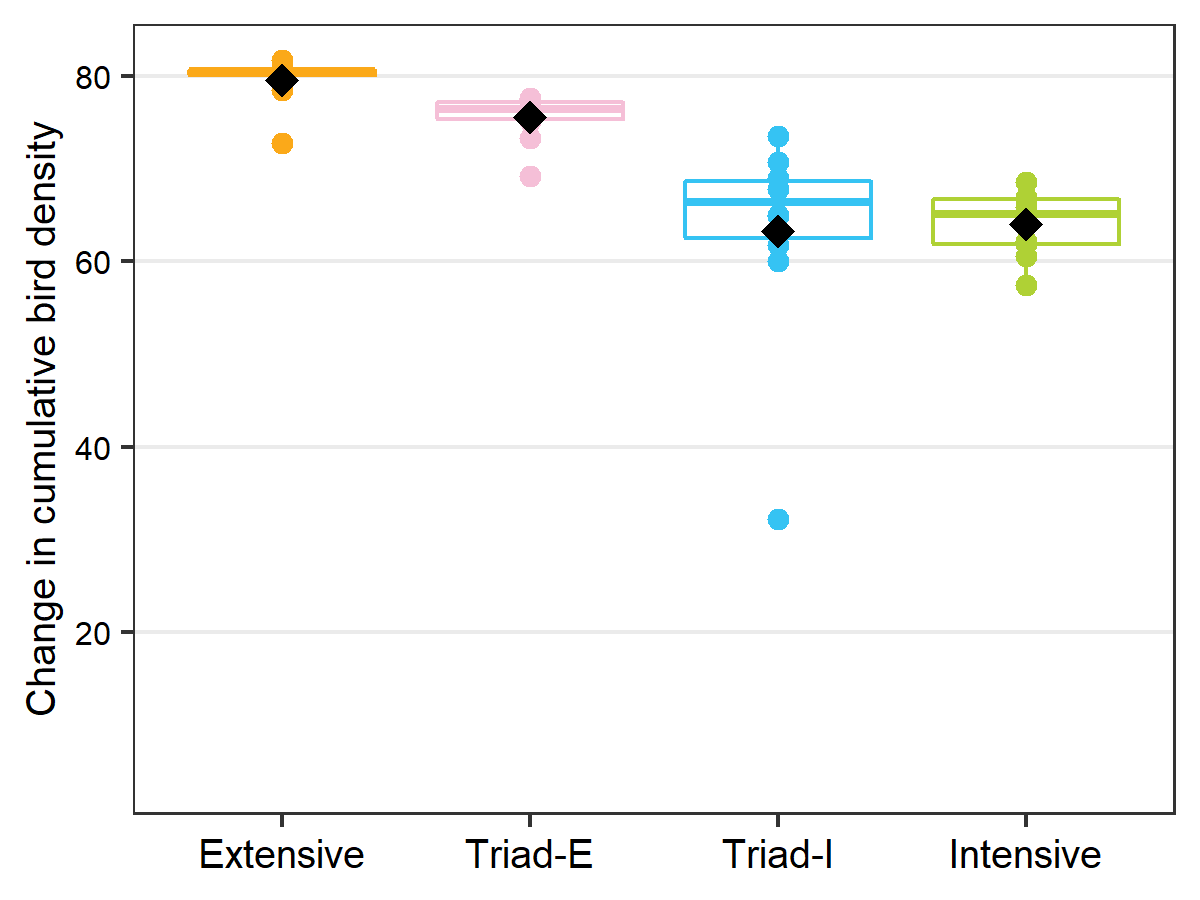 Change in cumulative bird density
80
60
40
20
Extensive
Triad-E
Triad-I
Intensive